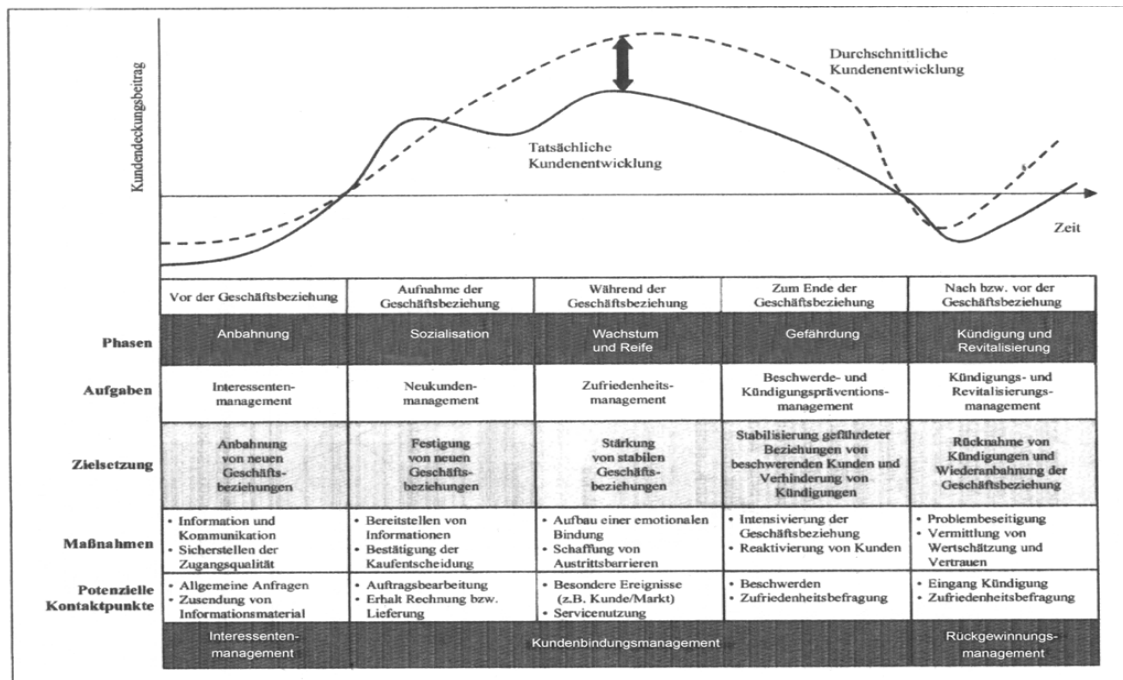 Kundendeckungsbeitrag
Durchschnittliche
Kundenentwicklung
Tatsächliche
Kundenentwicklung
Zeit
Vor der Geschäftsbeziehung
Aufnahme der
Geschäftsbeziehung
Während der
Geschäftsbeziehung
Zum Ende der
Geschäftsbeziehung
Nach bzw. vor der
Geschäftsbeziehung
Phasen
Anbahnung
Sozialisation
Wachstum
und Reife
Gefährdung
Kündigung und
Revitalisierung
Aufgaben
Interessenten-
management
Neukunden-
management
Zufriedenheits-
management
Beschwerde- und
Kündigungspräventions-
management
Kündigungs- und
Revitalisierungs-
management
Zielsetzung
Anbahnung
von neuen
Geschäfts-
beziehungen
Festigung
von neuen
Geschäfts-
beziehungen
Stärkung
von stabilen
Geschäfts-
beziehungen
Stabilisierung gefährdeter
Beziehungen von
beschwerenden Kunden und
Verhinderung von
Kündigungen
Rücknahme von
Kündigungen und
Wiederanbahnung der
Geschäftsbeziehung
Maßnahmen
• Information und
Kommunikation
• Sicherstellen der
Zugangsqualität
• Bereitstellen von
Informationen
• Bestätigung der
Kaufentscheidung
• Aufbau einer emotionalen
Bindung
• Schaffung von
Austrittsbarrieren
• Intensivierung der
Geschäftsbeziehung
• Reaktivierung von Kunden
• Problembeseitigung
• Vermittlung von
Wertschätzung und
Vertrauen
Potenzielle
Kontaktpunkte
• Allgemeine Anfragen
• Zusendung von
Informationsmaterial
• Auftragsbearbeitung
• Erhalt Rechnung bzw.
Lieferung
• Besondere Ereignisse
(z.B. Kunde/Markt)
• Servicenutzung
• Beschwerden
• Zufriedenheitsbefragung
• Eingang Kündigung
• Zufriedenheitsbefragung
Interessenten-
management
Kundenbindungsmanagement
Rückgewinnungs-
management